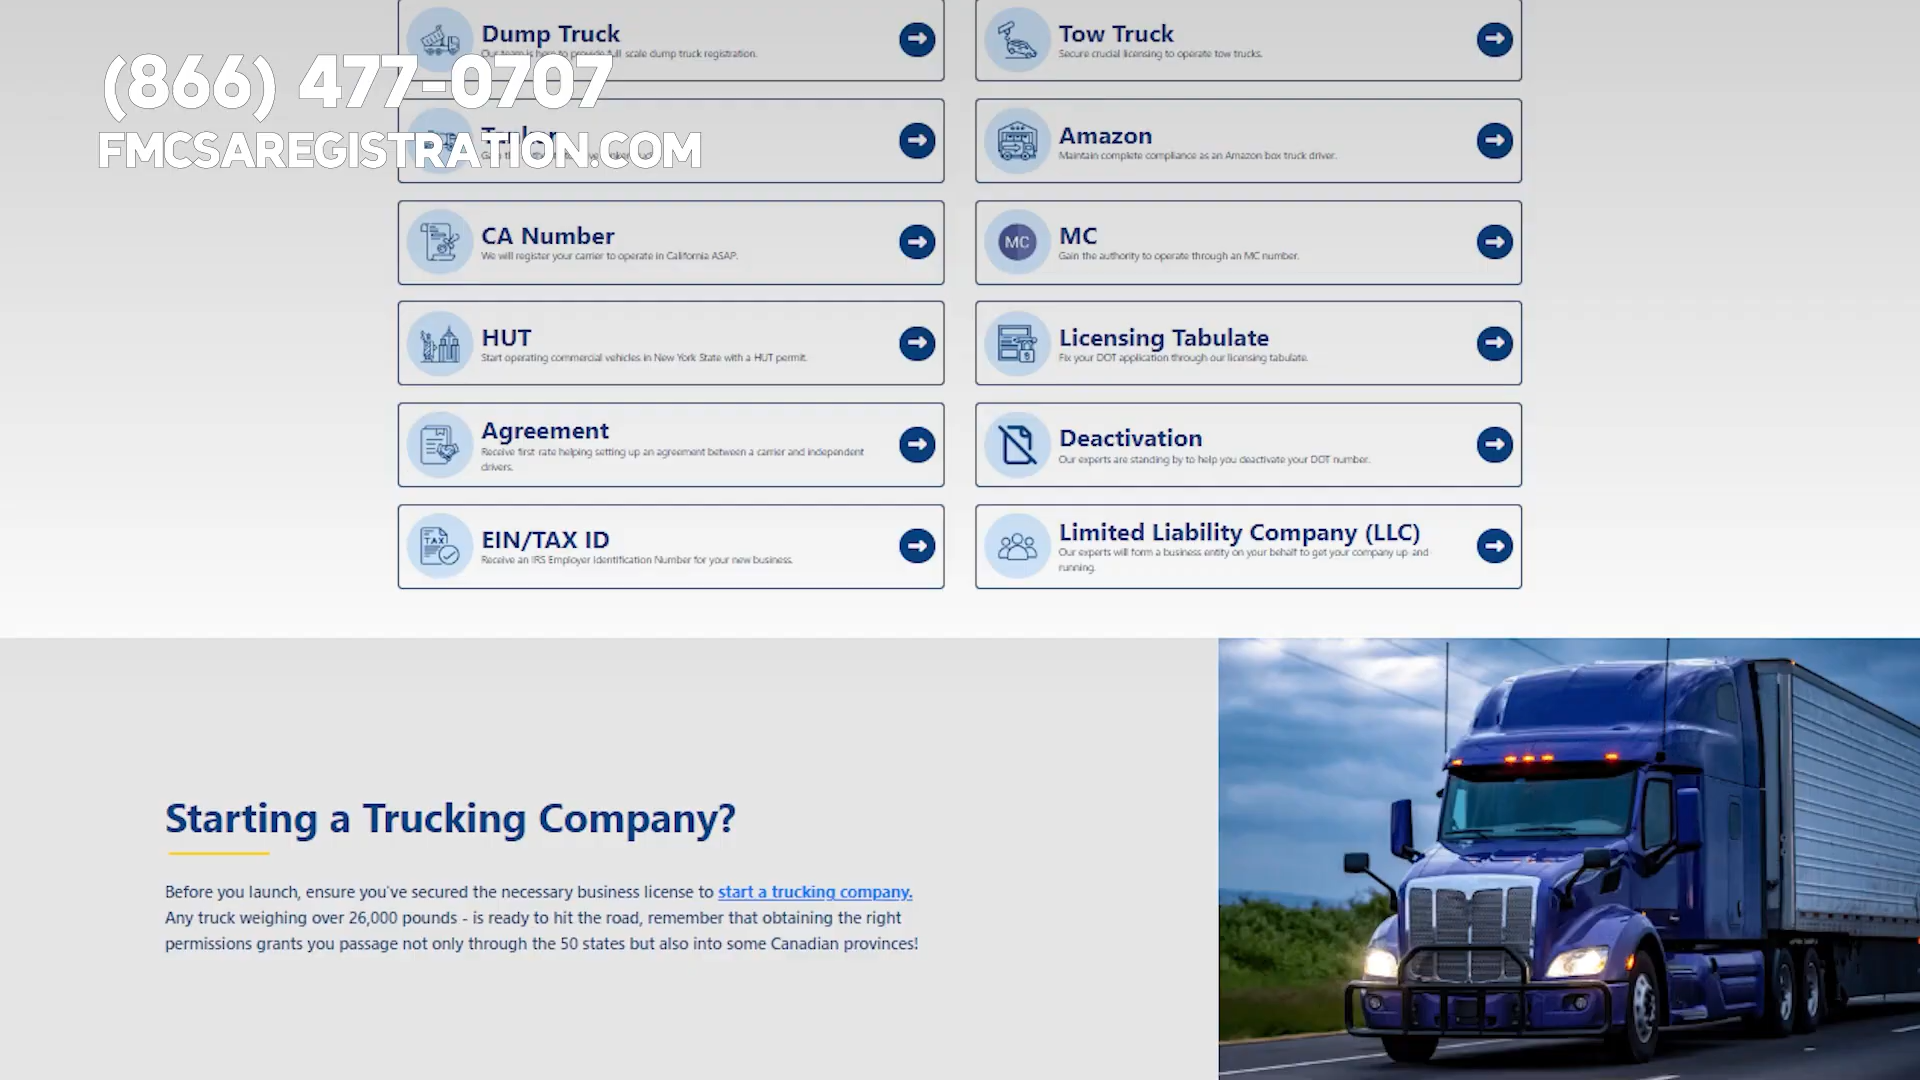 Dump Truck
Our team is here to provide full scale dump truck registration.
Tow Truck
Secure crucial licensing to operate tow trucks.
(866) 477-0707
FMCSAREGISTRATION.COM
Tanker
Amazon
Maintain complete compliance as an Amazon box truck driver.
CA Number
We will register your carrier to operate in California ASAP.
MC
MC
Gain the authority to operate through an MC number.
HUT
Start operating commercial vehicles in New York State with a HUT permit.
Licensing Tabulate
Fix your DOT application through our licensing tabulate.
Agreement
Receive first rate helping setting up an agreement between a carrier and independent
drivers.
Deactivation
Our experts are standing by to help you deactivate your DOT number.
TAX
EIN/TAX ID
Receive an IRS Employer Identification Number for your new business.
Limited Liability Company (LLC)
Our experts will form a business entity on your behalf to get your company up and
running.
Starting a Trucking Company?
Before you launch, ensure you've secured the necessary business license to start a trucking company.
Any truck weighing over 26,000 pounds - is ready to hit the road, remember that obtaining the right
permissions grants you passage not only through the 50 states but also into some Canadian provinces!